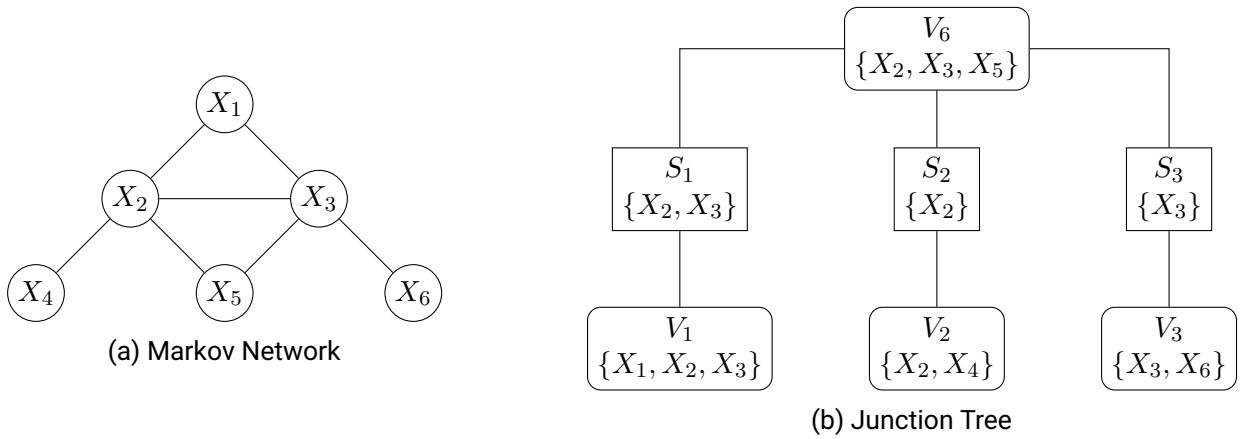 X₁
X₂
X₃
X₄
X₅
X₆
(a) Markov Network
V₆
{X₂, X₃, X₅}
S₁
{X₂, X₃}
S₂
{X₂}
S₃
{X₃}
V₁
{X₁, X₂, X₃}
V₂
{X₂, X₄}
V₃
{X₃, X₆}
(b) Junction Tree